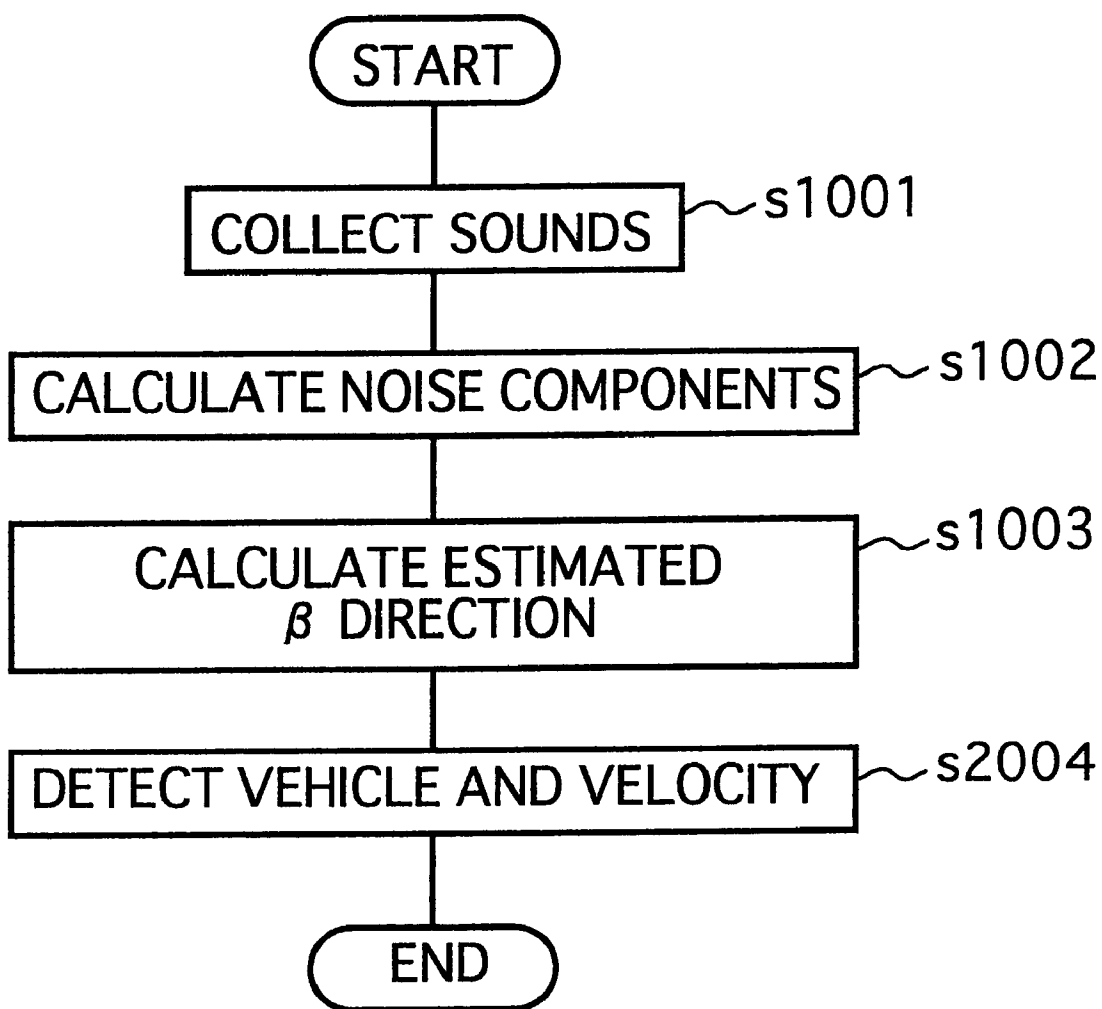 START
COLLECT SOUNDS
s1001
CALCULATE NOISE COMPONENTS
s1002
CALCULATE ESTIMATED
β DIRECTION
s1003
DETECT VEHICLE AND VELOCITY
s2004
END